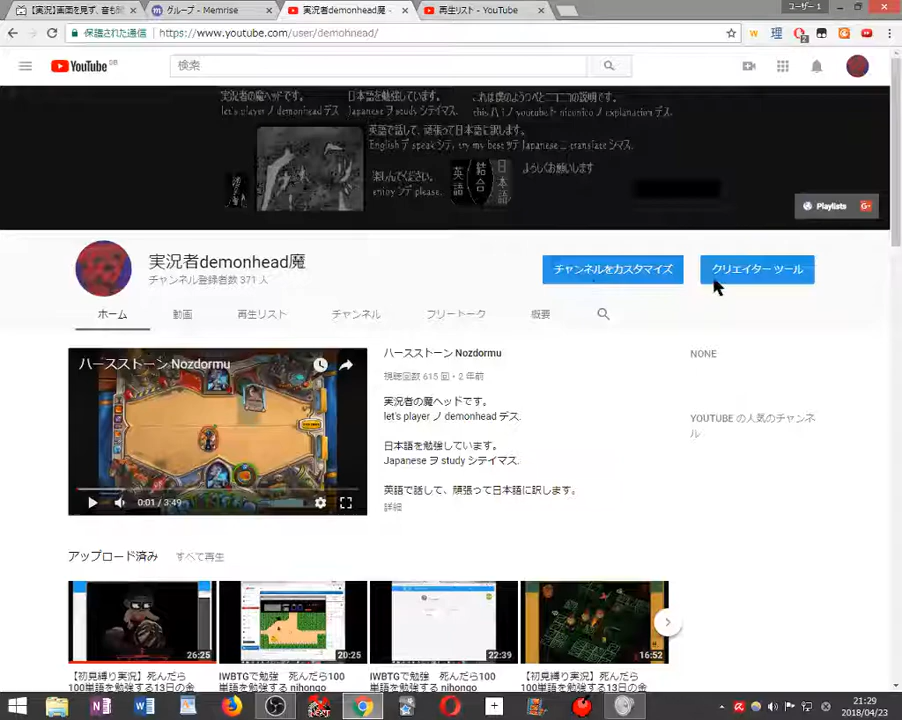 【実況】画面を見ず、音も聞
グループ - Memrise
実況者demonhead魔
再生リスト - YouTube
ユーザー 1
保護された通信
https://www.youtube.com/user/demohnead/
YouTube GB
検索
実況者の魔ヘッドです。
let's player ノ demonhead デス
日本語を勉強しています。
Japanese ヲ study シテイマス.
英語で話して、頑張って日本語に訳します。
English デ speak シテ, try my best ツテ Japanese ニ translate シマス.
楽しんでください。
enjoy シテ please.
英語
結合
日本語
よろしくお願いします
Playlists
実況者demonhead魔
チャンネル登録者数 371 人
チャンネルをカスタマイズ
クリエイター ツール
ホーム
動画
再生リスト
チャンネル
フリートーク
概要
ハースストーン Nozdormu
0:01 / 3:49
ハースストーン Nozdormu
視聴回数 615 回 • 2 年前
実況者の魔ヘッドです。
let's player ノ demonhead デス.
日本語を勉強しています。
Japanese ヲ study シテイマス.
英語で話して、頑張って日本語に訳します。
詳細
NONE
YOUTUBE の人気のチャンネ
ル
アップロード済み
すべて再生
26:25
20:25
22:39
16:52
【初見縛り実況】死んだら
100単語を勉強する13日の金
IWBTGで勉強 死んだら100
単語を勉強する nihongo
IWBTGで勉強 死んだら100
単語を勉強する nihongo
【初見縛り実況】死んだら
100単語を勉強する13日の金
21:29
2018/04/23